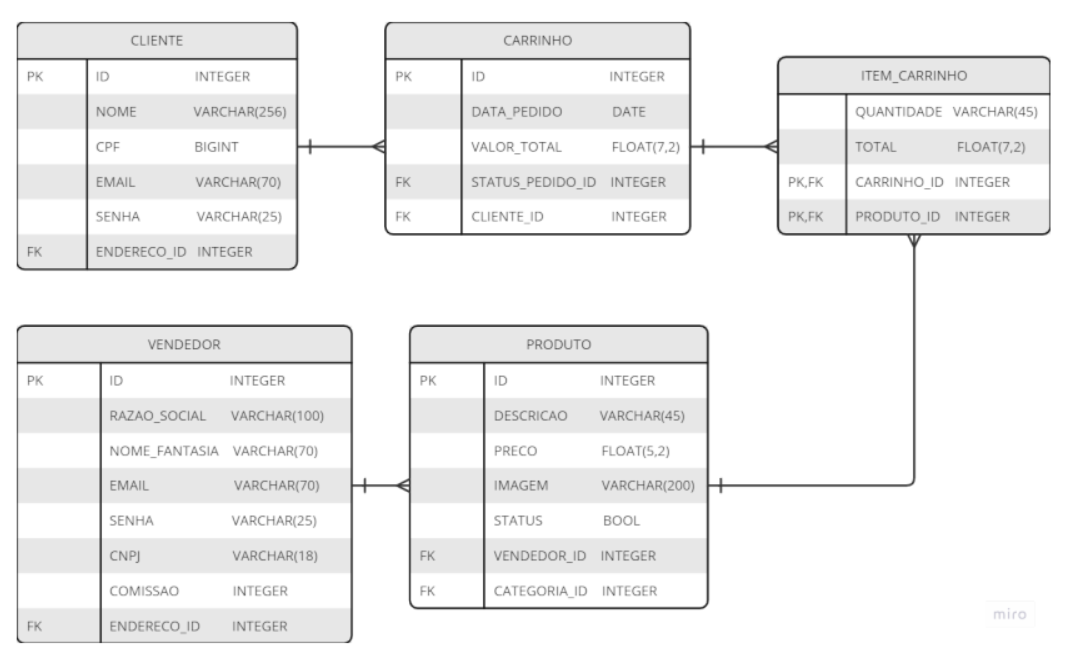 CLIENTE
PK ID INTEGER
NOME VARCHAR(256)
CPF BIGINT
EMAIL VARCHAR(70)
SENHA VARCHAR(25)
FK ENDERECO_ID INTEGER
CARRINHO
PK ID INTEGER
DATA_PEDIDO DATE
VALOR_TOTAL FLOAT(7,2)
FK STATUS_PEDIDO_ID INTEGER
FK CLIENTE_ID INTEGER
ITEM_CARRINHO
QUANTIDADE VARCHAR(45)
TOTAL FLOAT(7,2)
PK,FK CARRINHO_ID INTEGER
PK,FK PRODUTO_ID INTEGER
VENDEDOR
PK ID INTEGER
RAZAO_SOCIAL VARCHAR(100)
NOME_FANTASIA VARCHAR(70)
EMAIL VARCHAR(70)
SENHA VARCHAR(25)
CNPJ VARCHAR(18)
COMISSAO INTEGER
FK ENDERECO_ID INTEGER
PRODUTO
PK ID INTEGER
DESCRICAO VARCHAR(45)
PRECO FLOAT(5,2)
IMAGEM VARCHAR(200)
STATUS BOOL
FK VENDEDOR_ID INTEGER
FK CATEGORIA_ID INTEGER
miro